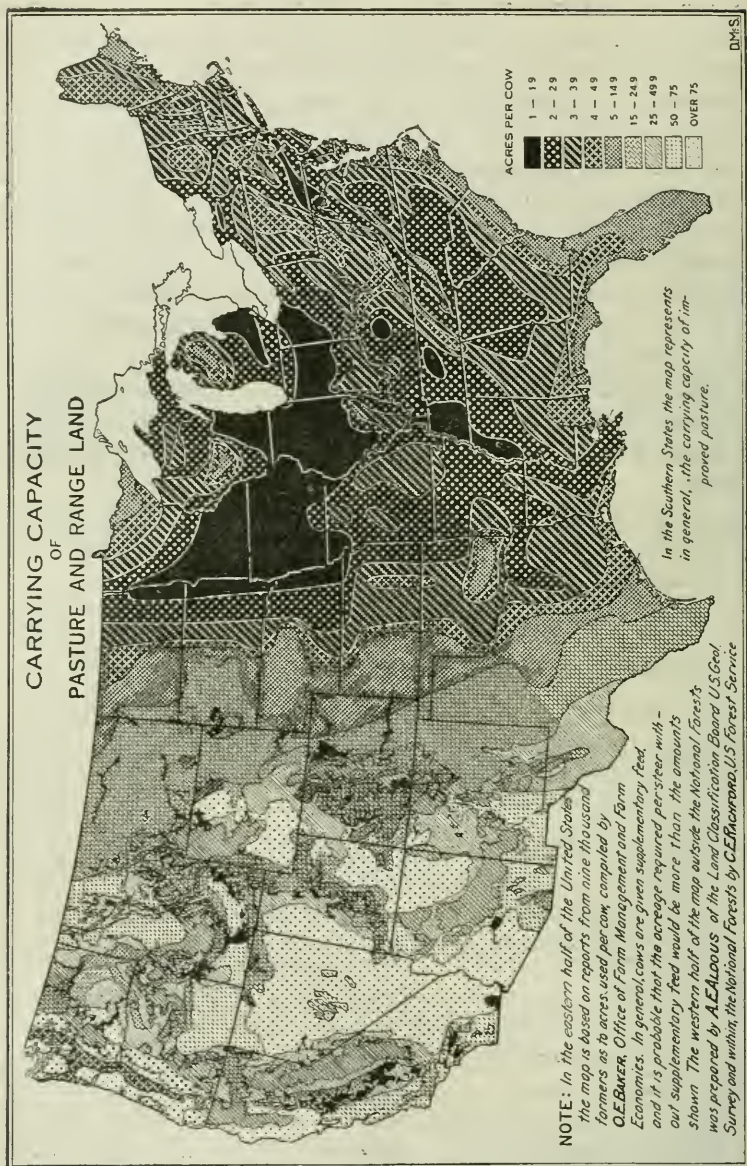 CARRYING CAPACITY
OF
PASTURE AND RANGE LAND
ACRES PER COW
1 – 1 9
2 – 2 9
3 – 3 9
4 – 4 9
5 – 14 9
15 – 24.9
25 – 49 9
50 – 75
OVER 75
In the Southern States the map represents
in general, the carrying capacity of im-
proved pasture.
NOTE: In the eastern half of the United States
the map is based on reports from nine thousand
farmers as to acres used per cow, compiled by
O.E.BAKER, Office of Farm Management and Farm
Economics. In general, cows are given supplementary feed,
and it is probable that the acreage required per steer with-
out supplementary feed would be more than the amounts
shown The western half of the map outside the National Forests
was prepared by A.E.ALDOUS of the Land Classification Board U.S.Geol.
Survey and within, the National Forests by C.E.RACHFORD, U.S Forest Service
D.McS.